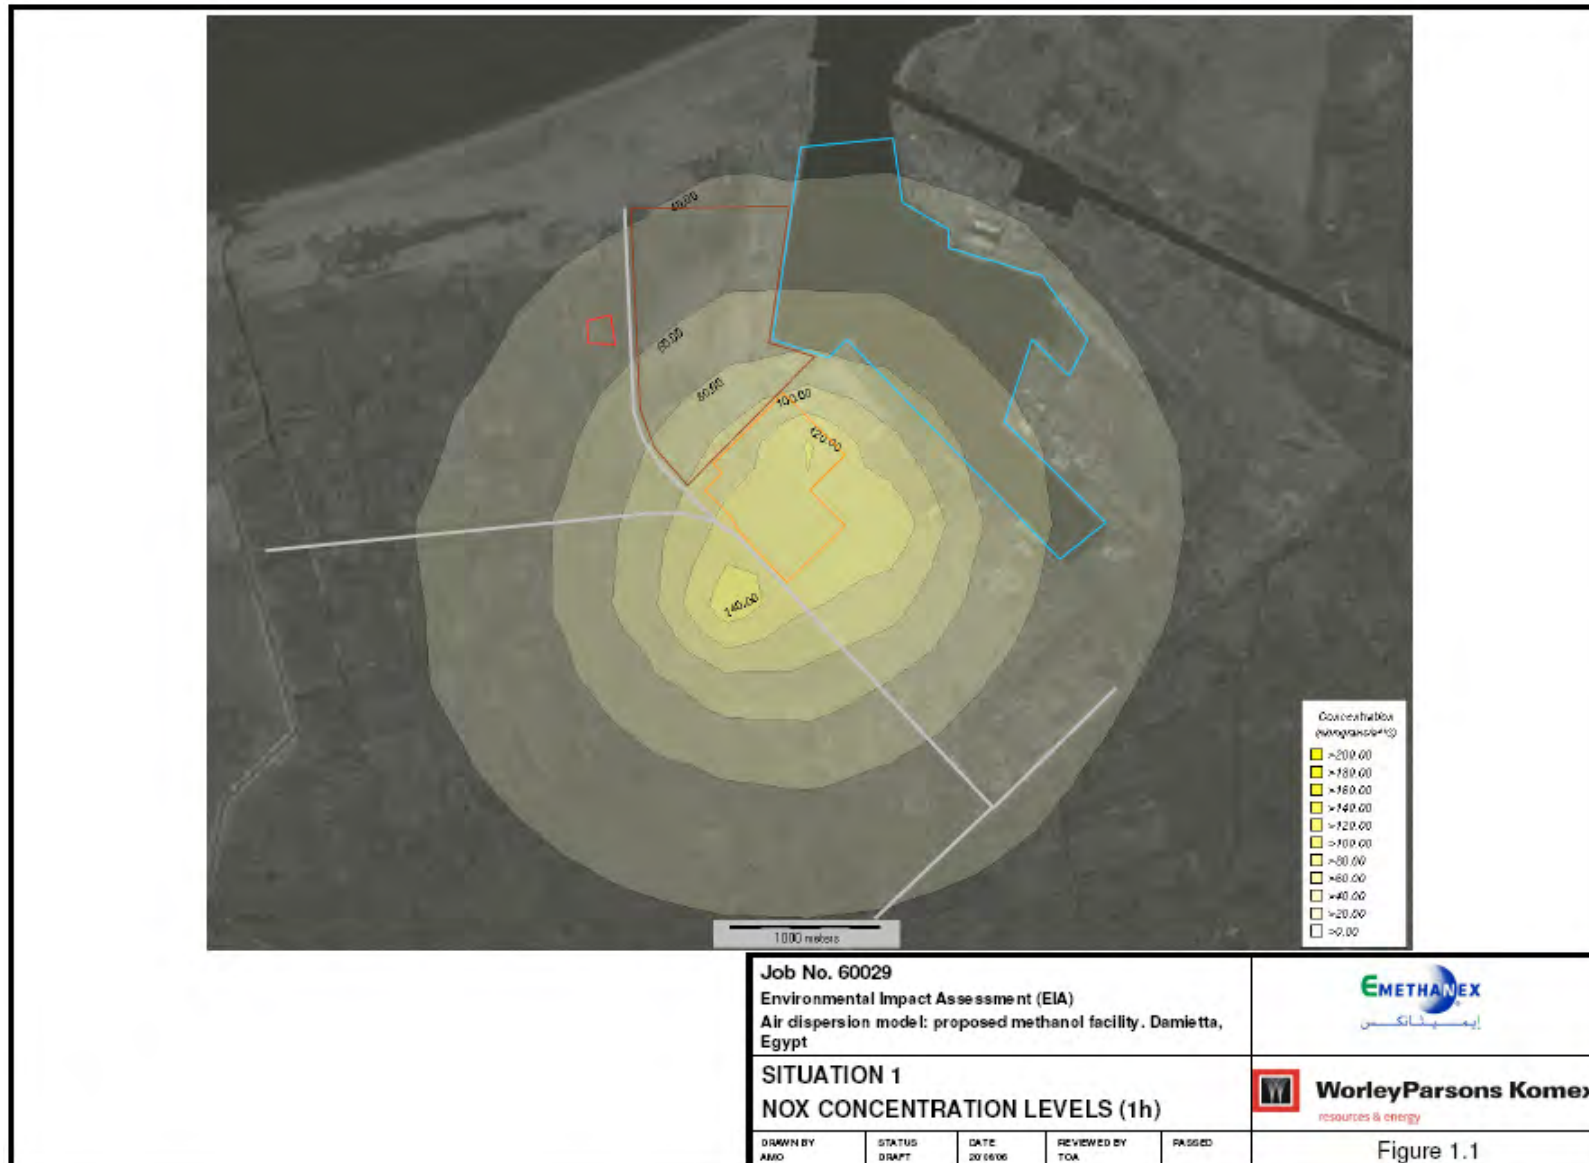 40.00
60.00
80.00
100.00
120.00
140.00
Concentration
>200.00
>180.00
>160.00
>140.00
>120.00
>100.00
>80.00
>60.00
>40.00
>20.00
>0.00
1000 meters
Job No. 60029
Environmental Impact Assessment (EIA)
Air dispersion model: proposed methanol facility. Damietta,
Egypt
EMETHANEX
إيميثانكس
SITUATION 1
NOX CONCENTRATION LEVELS (1h)
WorleyParsons Komex
resources & energy
DRAWN BY
AMO
STATUS
DRAFT
DATE
REVIEWED BY
TOA
PASSED
Figure 1.1